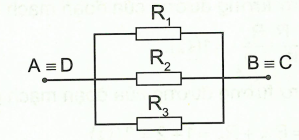 R₁
A ≡ D
R₂
B ≡ C
R₃